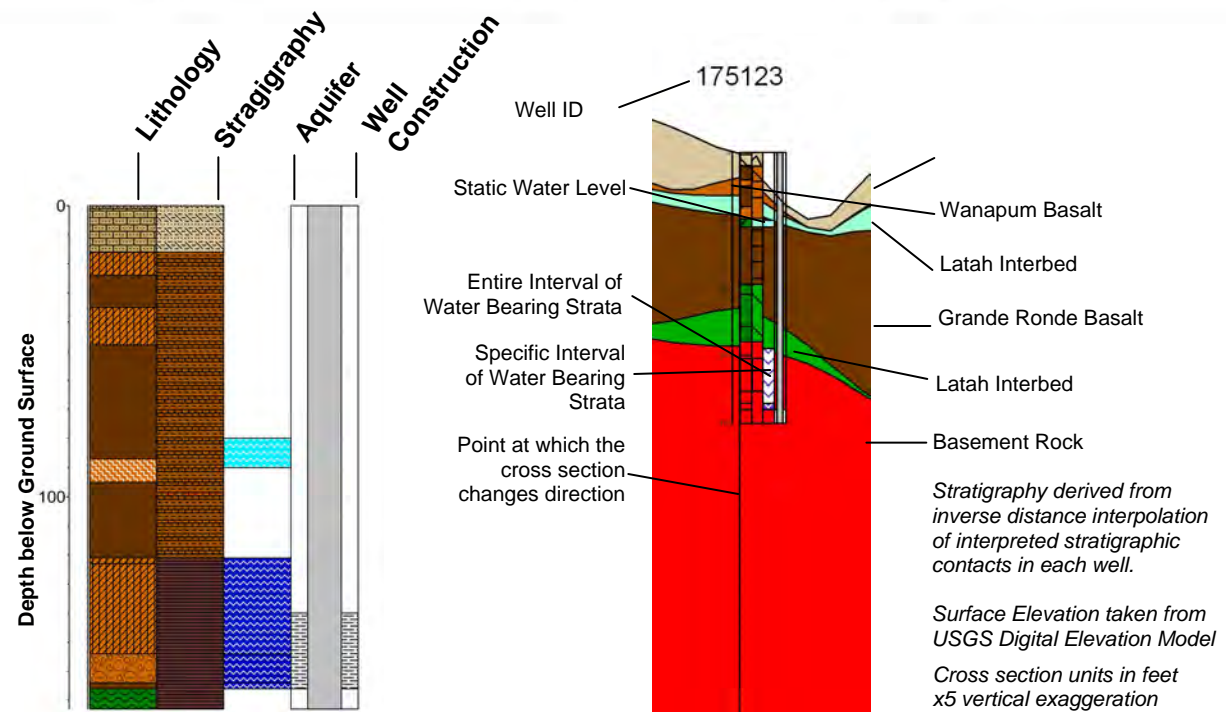 Lithology
Stragigraphy
Aquifer
Well
Construction
0
100
Depth below Ground Surface
175123
Well ID
Static Water Level
Entire Interval of
Water Bearing Strata
Specific Interval
of Water Bearing
Strata
Point at which the
cross section
changes direction
Wanapum Basalt
Latah Interbed
Grande Ronde Basalt
Latah Interbed
Basement Rock
Stratigraphy derived from
inverse distance interpolation
of interpreted stratigraphic
contacts in each well.
Surface Elevation taken from
USGS Digital Elevation Model
Cross section units in feet
x5 vertical exaggeration